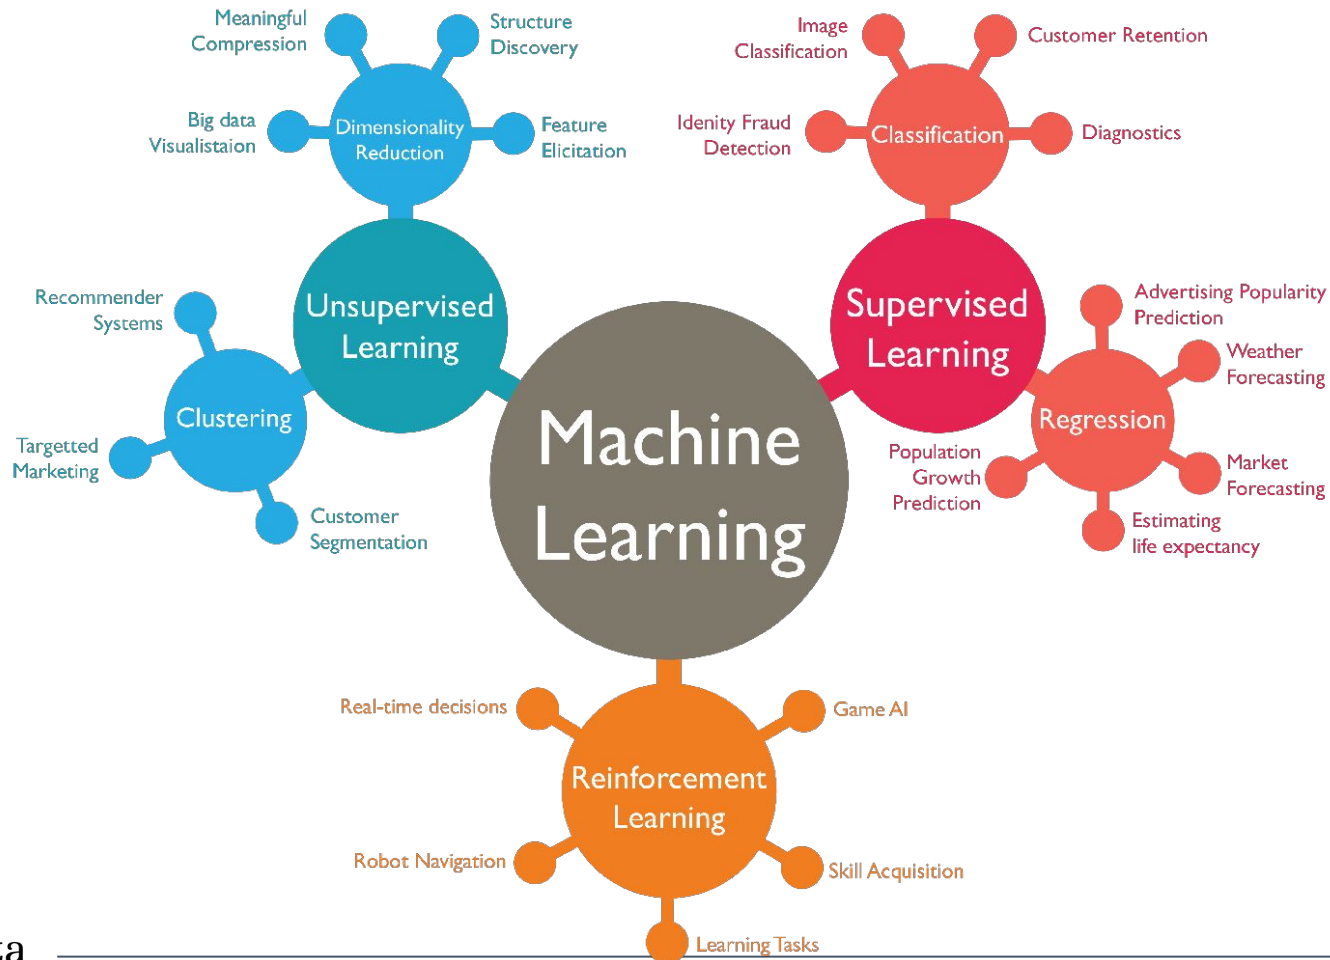 Meaningful
Compression
Structure
Discovery
Big data
Visualistaion
Dimensionality
Reduction
Feature
Elicitation
Image
Classification
Customer Retention
Idenity Fraud
Detection
Classification
Diagnostics
Unsupervised
Learning
Supervised
Learning
Recommender
Systems
Clustering
Targetted
Marketing
Customer
Segmentation
Machine
Learning
Advertising Popularity
Prediction
Weather
Forecasting
Regression
Population
Growth
Prediction
Market
Forecasting
Estimating
life expectancy
Real-time decisions
Game AI
Reinforcement
Learning
Robot Navigation
Skill Acquisition
Learning Tasks